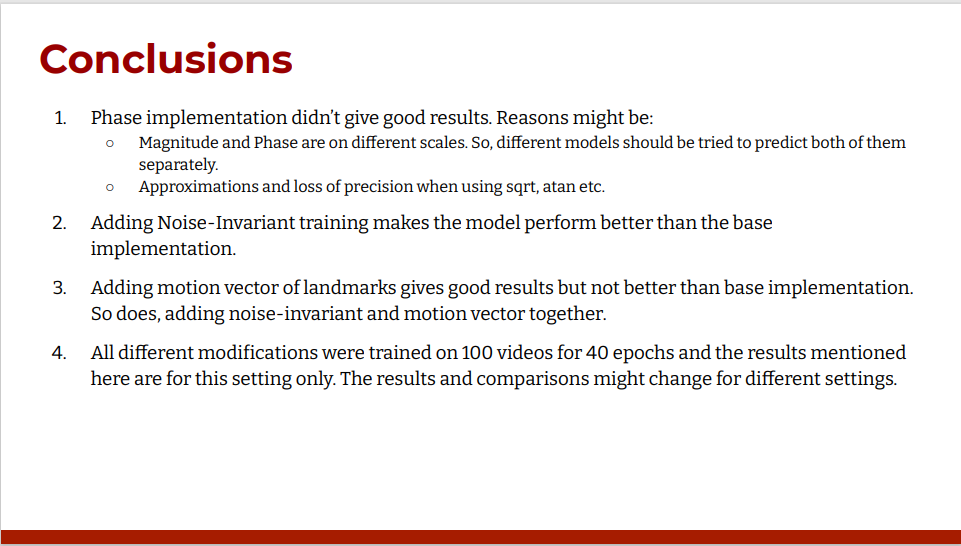 Conclusions
1. Phase implementation didn’t give good results. Reasons might be:
○ Magnitude and Phase are on different scales. So, different models should be tried to predict both of them
separately.
○ Approximations and loss of precision when using sqrt, atan etc.
2. Adding Noise-Invariant training makes the model perform better than the base
implementation.
3. Adding motion vector of landmarks gives good results but not better than base implementation.
So does, adding noise-invariant and motion vector together.
4. All different modifications were trained on 100 videos for 40 epochs and the results mentioned
here are for this setting only. The results and comparisons might change for different settings.